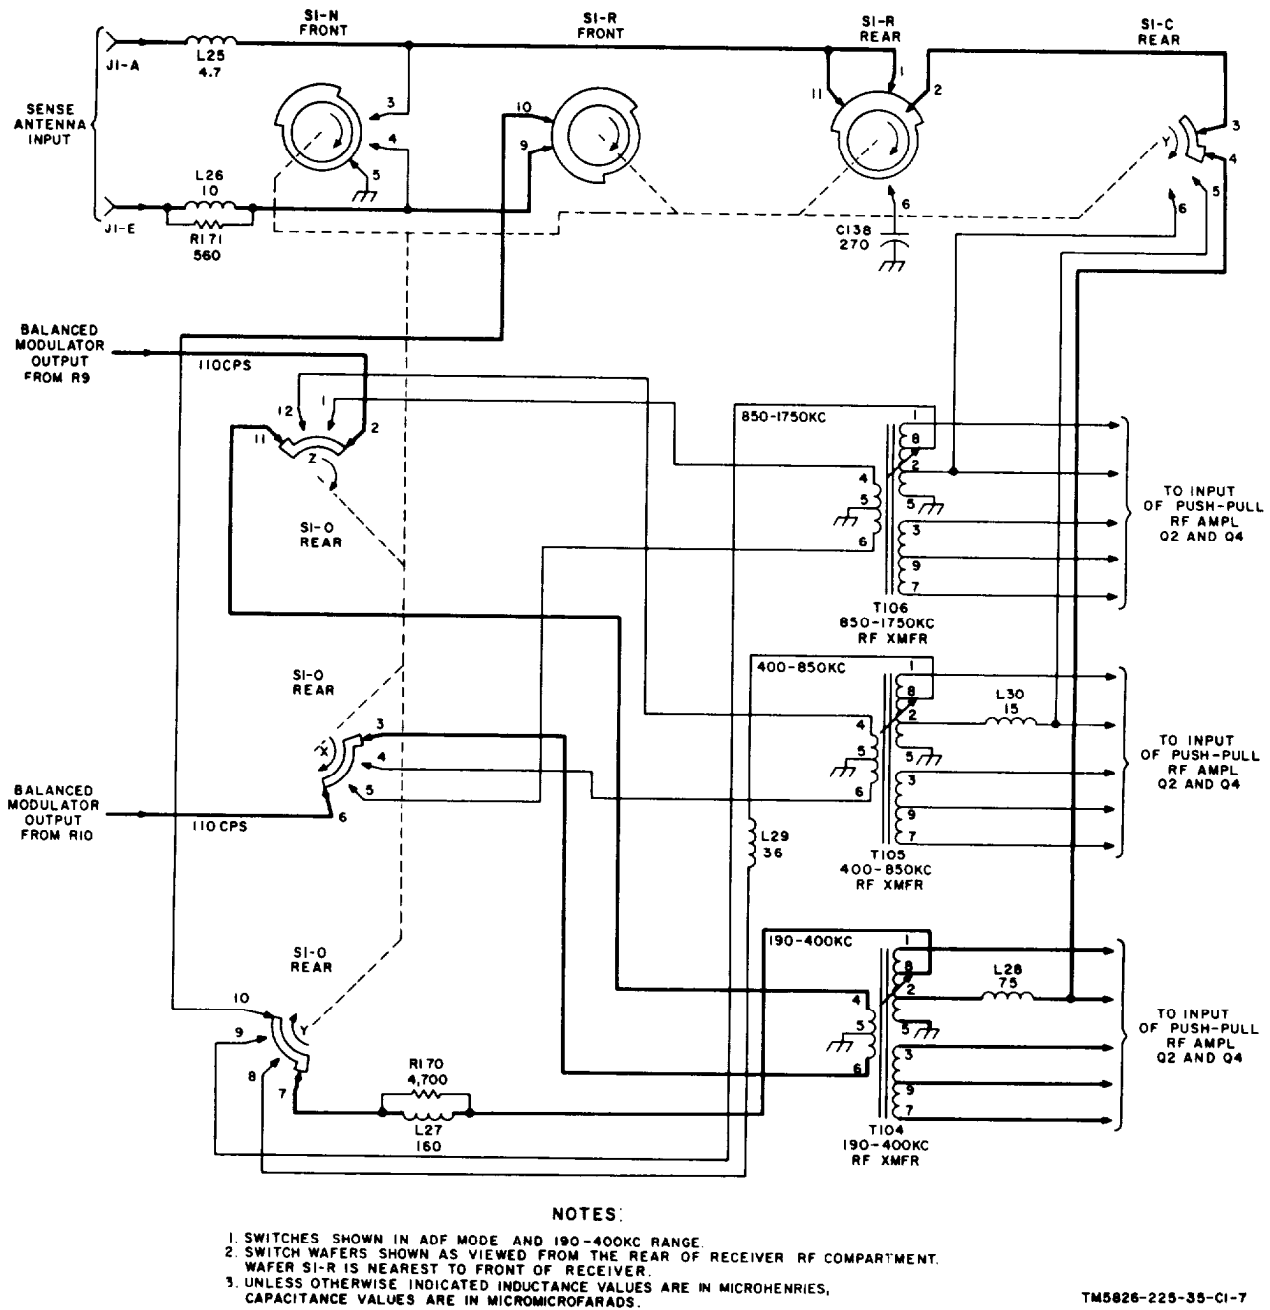 S1-N
FRONT
S1-R
FRONT
S1-R
REAR
S1-C
REAR
J1-A
L25
4.7
SENSE
ANTENNA
INPUT
3
4
5
10
9
11
1
2
6
3
4
5
6
L26
10
J1-E
R171
560
C138
270
BALANCED
MODULATOR
OUTPUT
FROM R9
110CPS
12
1
11
2
Z
S1-O
REAR
850-1750KC
1
8
2
4
5
5
3
6
9
7
T106
850-1750KC
RF XMFR
TO INPUT
OF PUSH-PULL
RF AMPL
Q2 AND Q4
S1-O
REAR
X
3
4
5
6
BALANCED
MODULATOR
OUTPUT
FROM R10
110CPS
400-850KC
1
8
2
4
5
5
3
6
9
7
L30
15
L29
36
T105
400-850KC
RF XMFR
TO INPUT
OF PUSH-PULL
RF AMPL
Q2 AND Q4
S1-O
REAR
10
9
8
7
Y
Y
R170
4,700
L27
160
190-400KC
1
8
2
4
5
5
3
6
9
7
L28
75
T104
190-400KC
RF XMFR
TO INPUT
OF PUSH-PULL
RF AMPL
Q2 AND Q4
NOTES:
1. SWITCHES SHOWN IN ADF MODE AND 190-400KC RANGE.
2. SWITCH WAFERS SHOWN AS VIEWED FROM THE REAR OF RECEIVER RF COMPARTMENT.
WAFER S1-R IS NEAREST TO FRONT OF RECEIVER.
3. UNLESS OTHERWISE INDICATED INDUCTANCE VALUES ARE IN MICROHENRIES,
CAPACITANCE VALUES ARE IN MICROMICROFARADS.
TM5826-225-35-C1-7